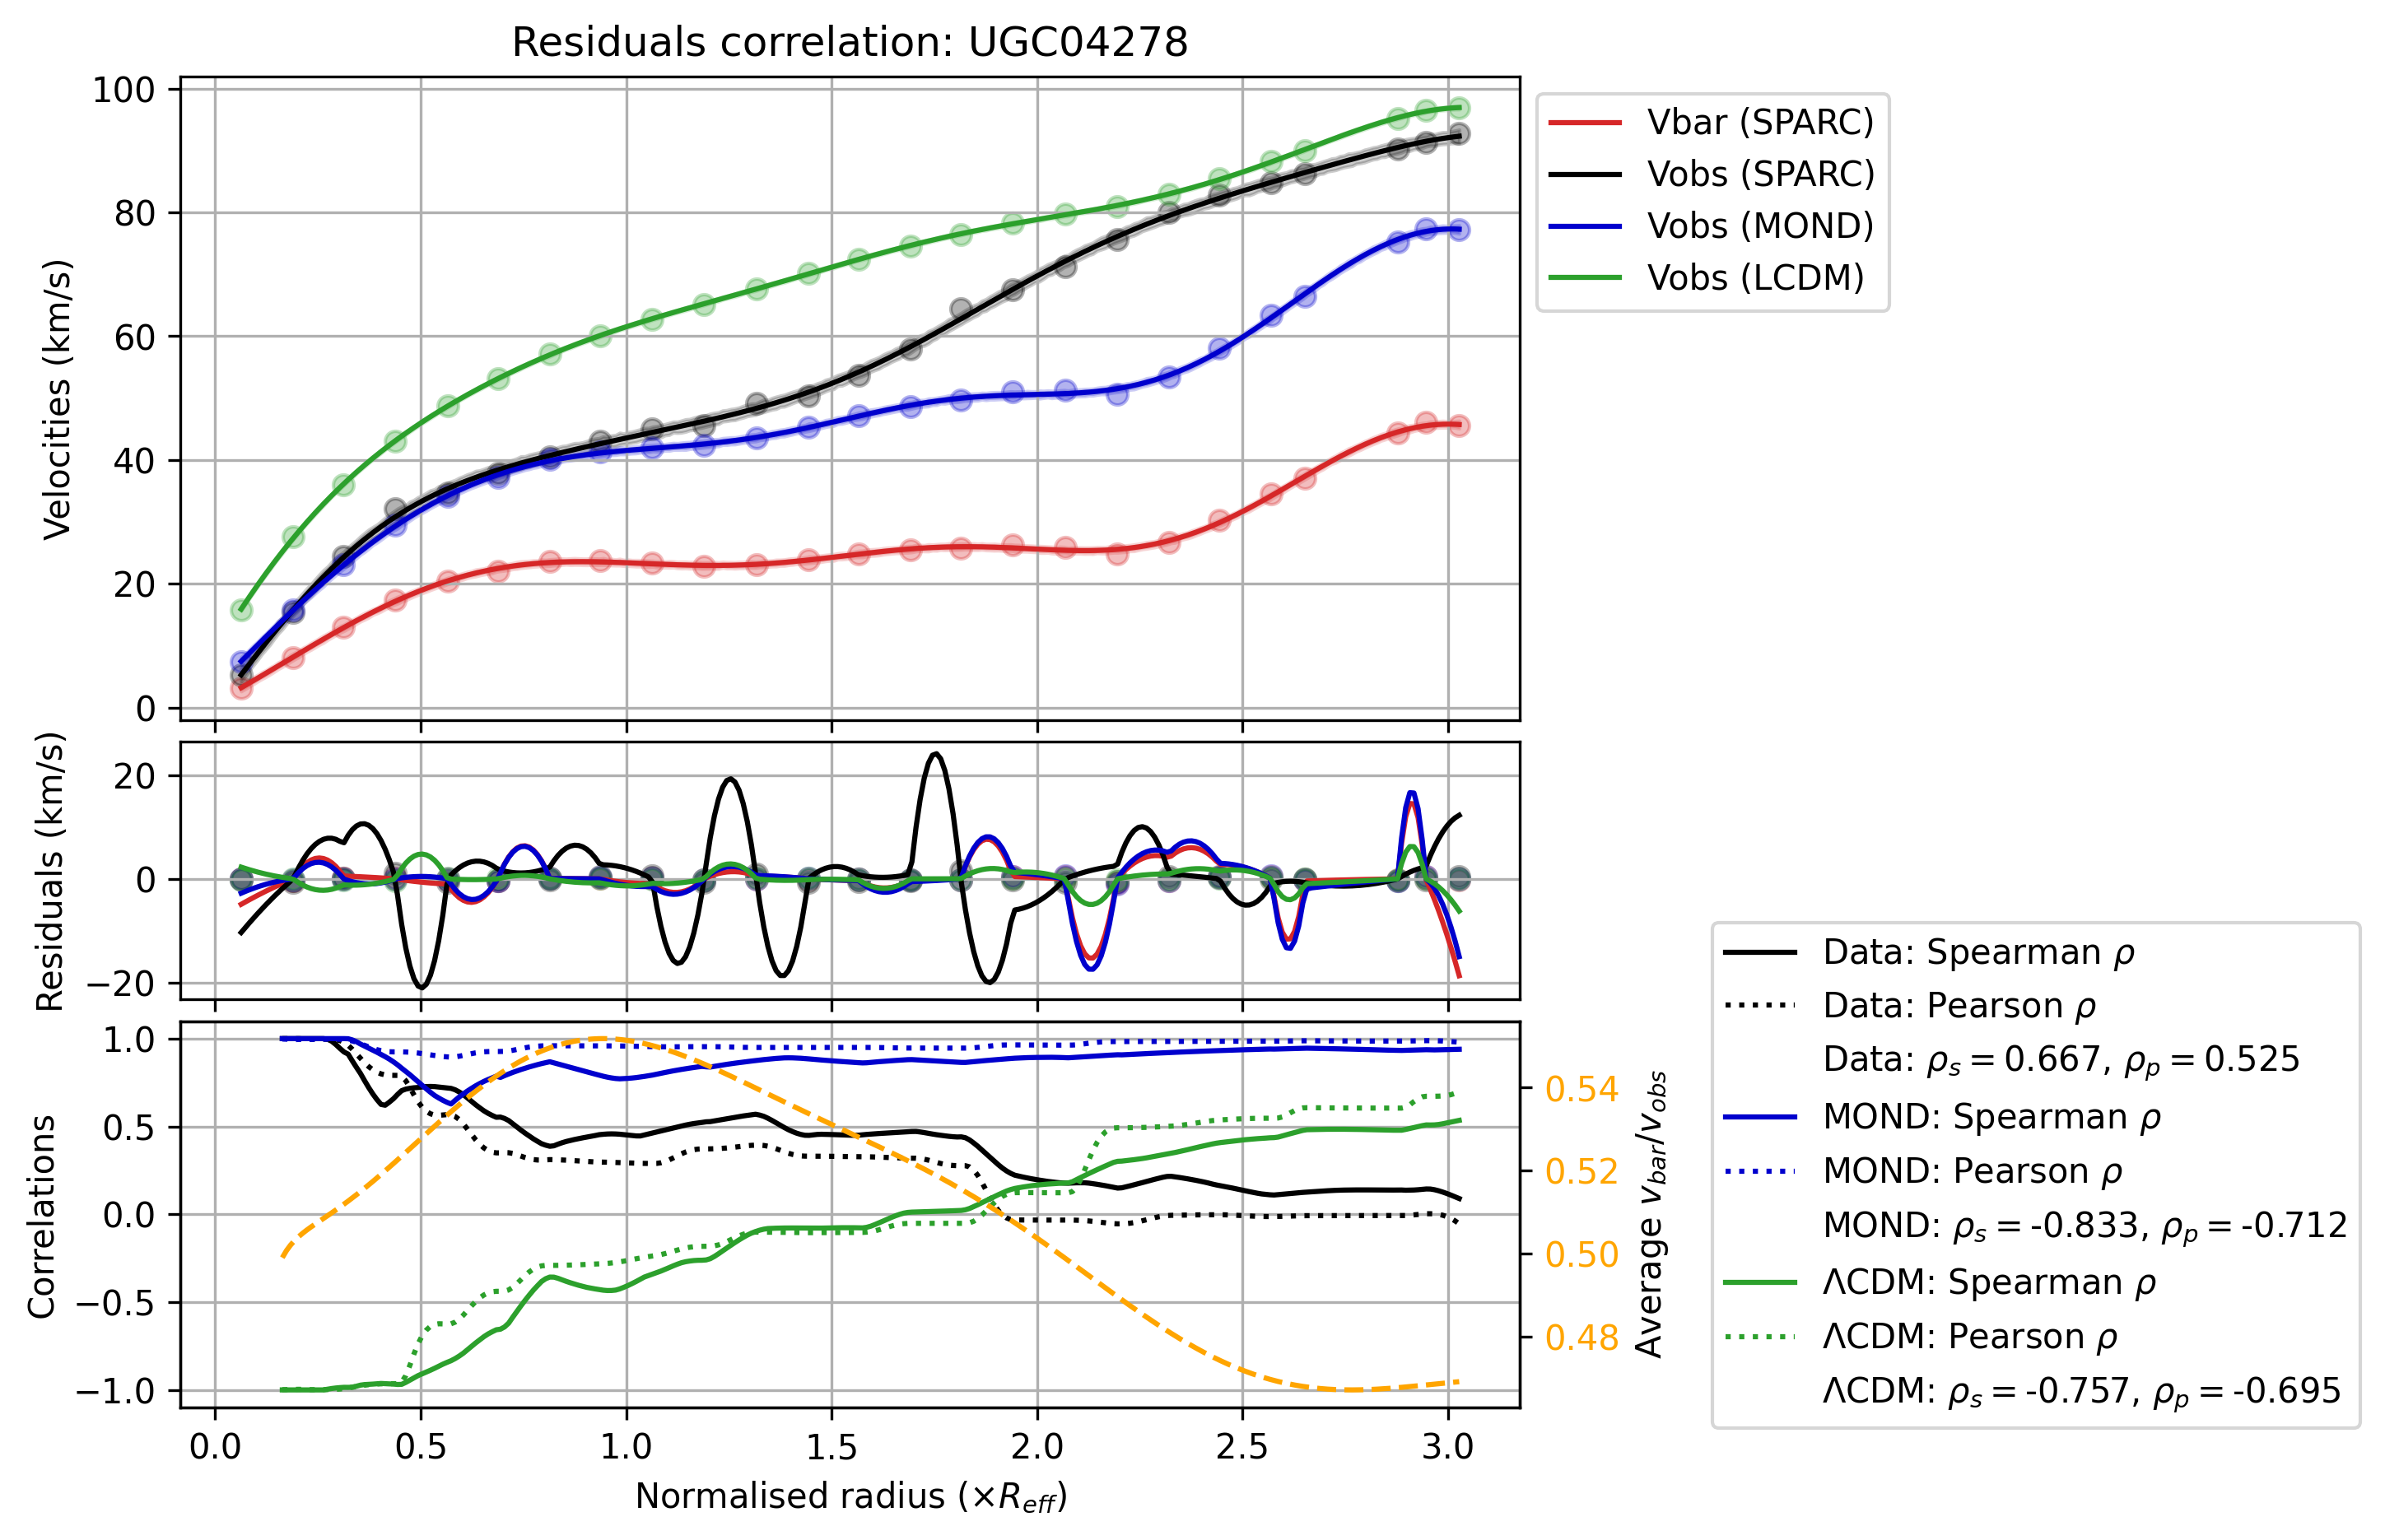 Residuals correlation: UGC04278
100
80
60
40
20
0
Velocities (km/s)
Vbar (SPARC)
Vobs (SPARC)
Vobs (MOND)
Vobs (LCDM)
20
0
−20
Residuals (km/s)
1.0
0.5
0.0
−0.5
−1.0
Correlations
0.54
0.52
0.50
0.48
Average v_bar/v_obs
0.0 0.5 1.0 1.5 2.0 2.5 3.0
Normalised radius (×R_eff)
Data: Spearman ρ
Data: Pearson ρ
Data: ρ_s = 0.667, ρ_p = 0.525
MOND: Spearman ρ
MOND: Pearson ρ
MOND: ρ_s = -0.833, ρ_p = -0.712
ΛCDM: Spearman ρ
ΛCDM: Pearson ρ
ΛCDM: ρ_s = -0.757, ρ_p = -0.695